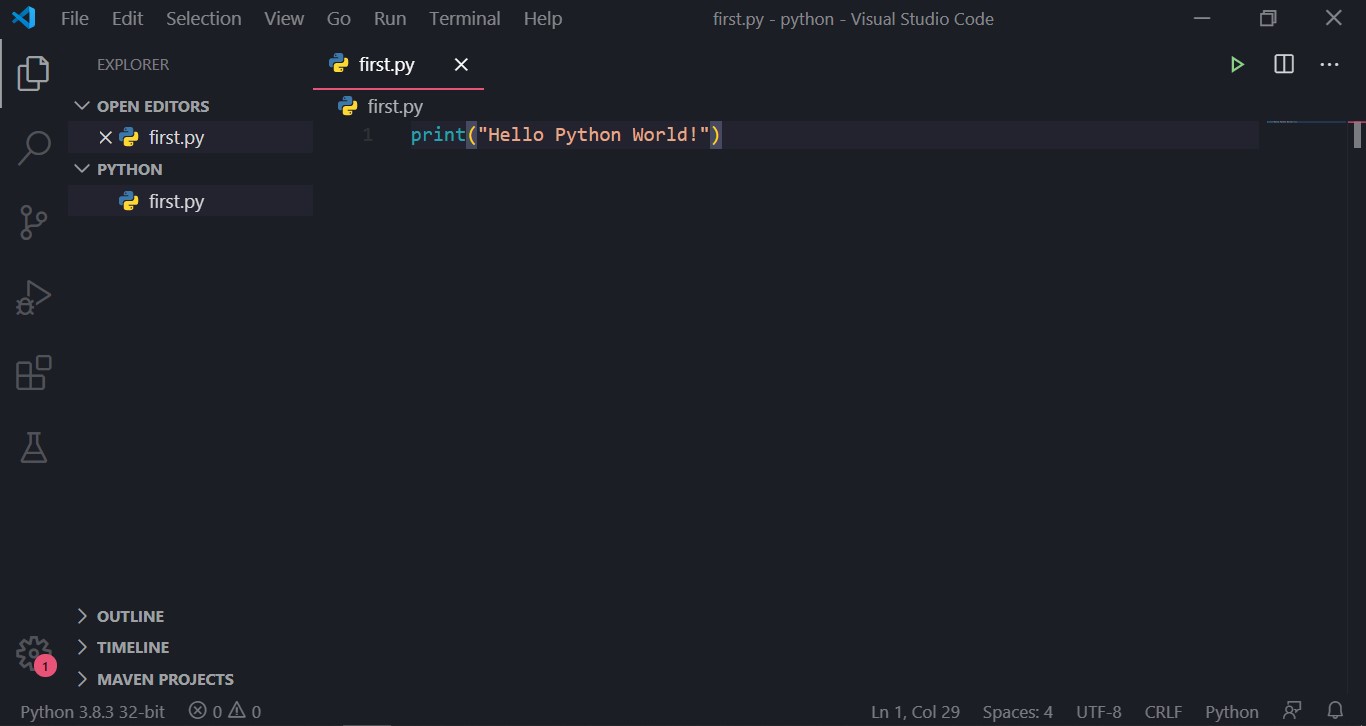 File Edit Selection View Go Run Terminal Help first.py - python - Visual Studio Code
EXPLORER
OPEN EDITORS
first.py
PYTHON
first.py
first.py
first.py
1 print("Hello Python World!")
OUTLINE
TIMELINE
MAVEN PROJECTS
1
Python 3.8.3 32-bit 0 0 Ln 1, Col 29 Spaces: 4 UTF-8 CRLF Python